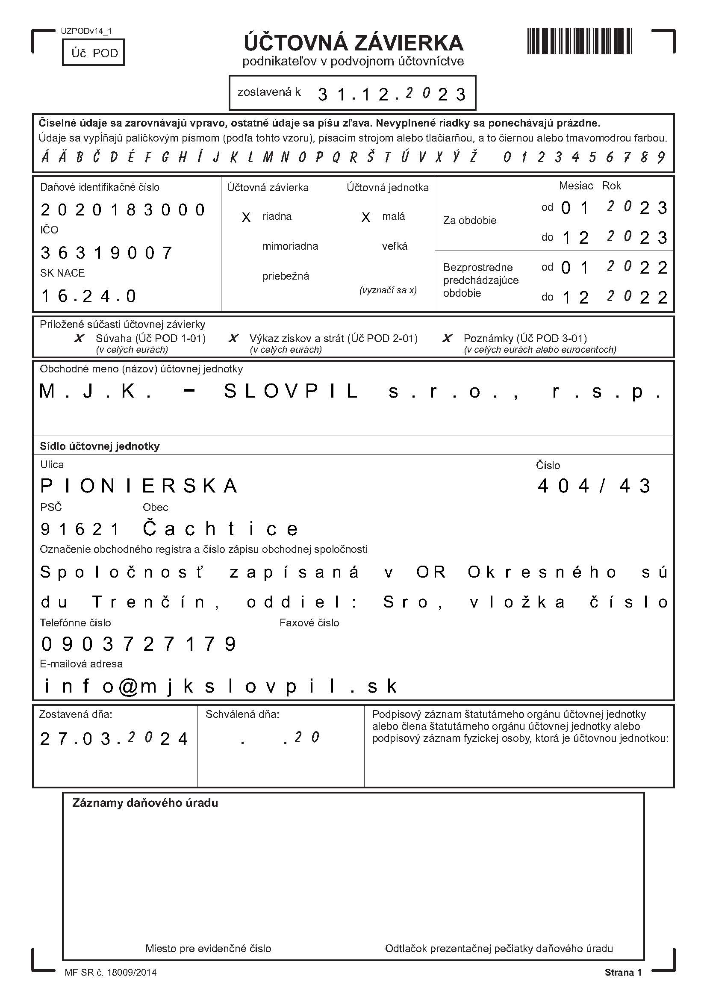 UZPODv14_1
Úč POD
ÚČTOVNÁ ZÁVIERKA
podnikateľov v podvojnom účtovníctve
zostavená k 31.12.2023
Číselné údaje sa zarovnávajú vpravo, ostatné údaje sa píšu zľava. Nevyplnené riadky sa ponechávajú prázdne.
Údaje sa vypĺňajú paličkovým písmom (podľa tohto vzoru), písacím strojom alebo tlačiarňou, a to čiernou alebo tmavomodrou farbou.
Á Ä B Č D É F G H Í J K L M N O P Q R Š T Ú V X Ý Ž 0 1 2 3 4 5 6 7 8 9
Daňové identifikačné číslo
2020183000
IČO
36319007
SK NACE
16.24.0
Účtovná závierka
X riadna
mimoriadna
priebežná
Účtovná jednotka
X malá
veľká
(vyznačí sa x)
Mesiac Rok
Za obdobie
od 01 2023
do 12 2023
Bezprostredne
predchádzajúce
obdobie
od 01 2022
do 12 2022
Priložené súčasti účtovnej závierky
X Súvaha (Úč POD 1-01)
(v celých eurách)
X Výkaz ziskov a strát (Úč POD 2-01)
(v celých eurách)
X Poznámky (Úč POD 3-01)
(v celých eurách alebo eurocentoch)
Obchodné meno (názov) účtovnej jednotky
M.J.K. – SLOVPIL s.r.o., r.s.p.
Sídlo účtovnej jednotky
Ulica Číslo
PIONIERSKA 404/43
PSČ Obec
91621 Čachtice
Označenie obchodného registra a číslo zápisu obchodnej spoločnosti
Spoločnosť zapísaná v OR Okresného sú
du Trenčín, oddiel: Sro, vložka číslo
Telefónne číslo Faxové číslo
0903727179
E-mailová adresa
info@mjkslovpil.sk
Zostavená dňa:
27.03.2024
Schválená dňa:
. .20
Podpisový záznam štatutárneho orgánu účtovnej jednotky
alebo člena štatutárneho orgánu účtovnej jednotky alebo
podpisový záznam fyzickej osoby, ktorá je účtovnou jednotkou:
Záznamy daňového úradu
Miesto pre evidenčné číslo Odtlačok prezentačnej pečiatky daňového úradu
MF SR č. 18009/2014 Strana 1